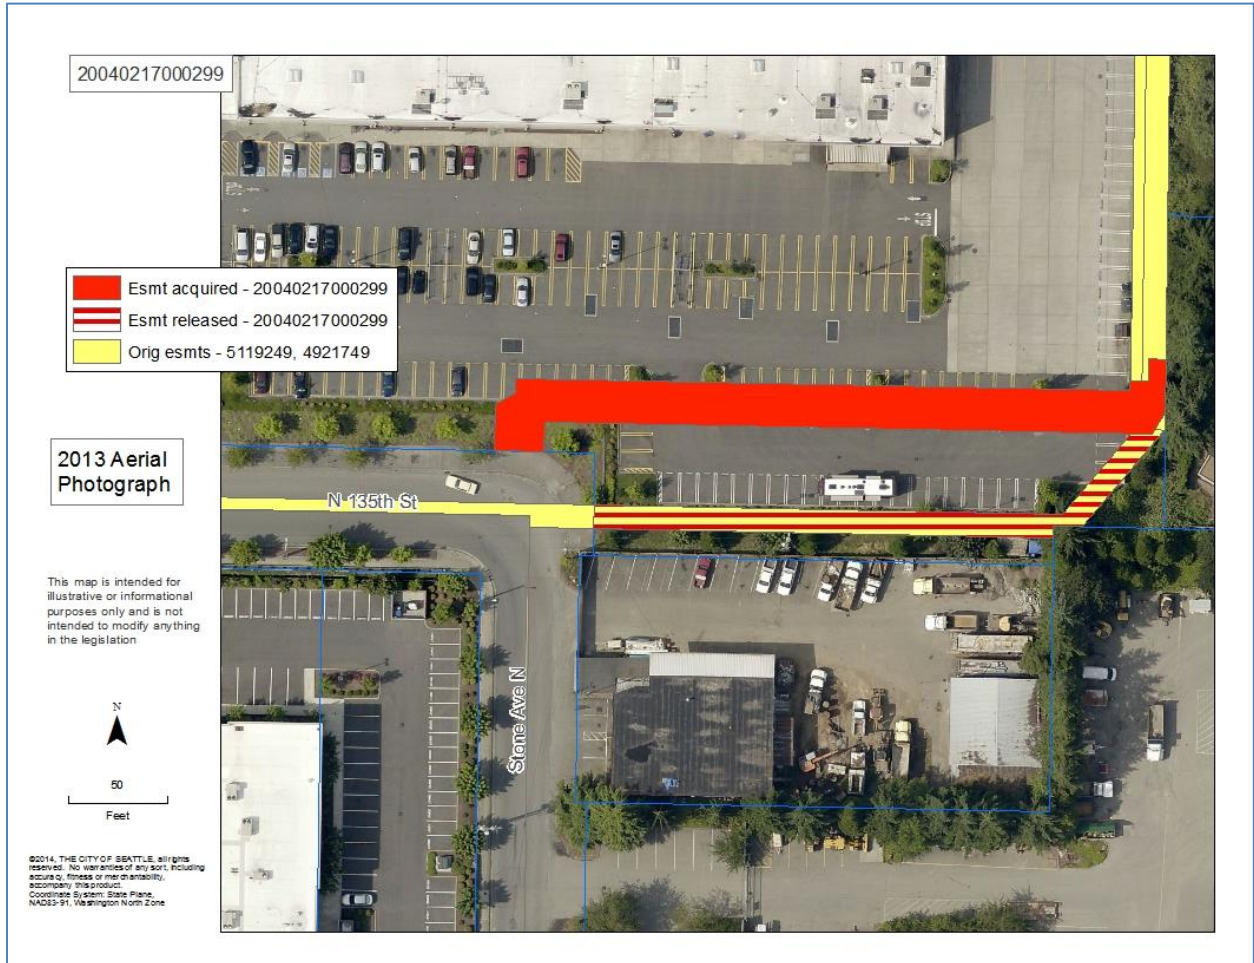 20040217000299
Esmt acquired - 20040217000299
Esmt released - 20040217000299
Orig esmts - 5119249, 4921749
2013 Aerial
Photograph
N 135th St
Stone Ave N
This map is intended for
illustrative or informational
purposes only and is not
intended to modify anything
in the legislation
N
50
Feet
©2014, THE CITY OF SEATTLE, all rights
reserved. No warranties of any sort, including
accuracy, fitness or merchantability,
accompany this product.
Coordinate System: State Plane,
NAD83-91, Washington North Zone
STOP
STOP